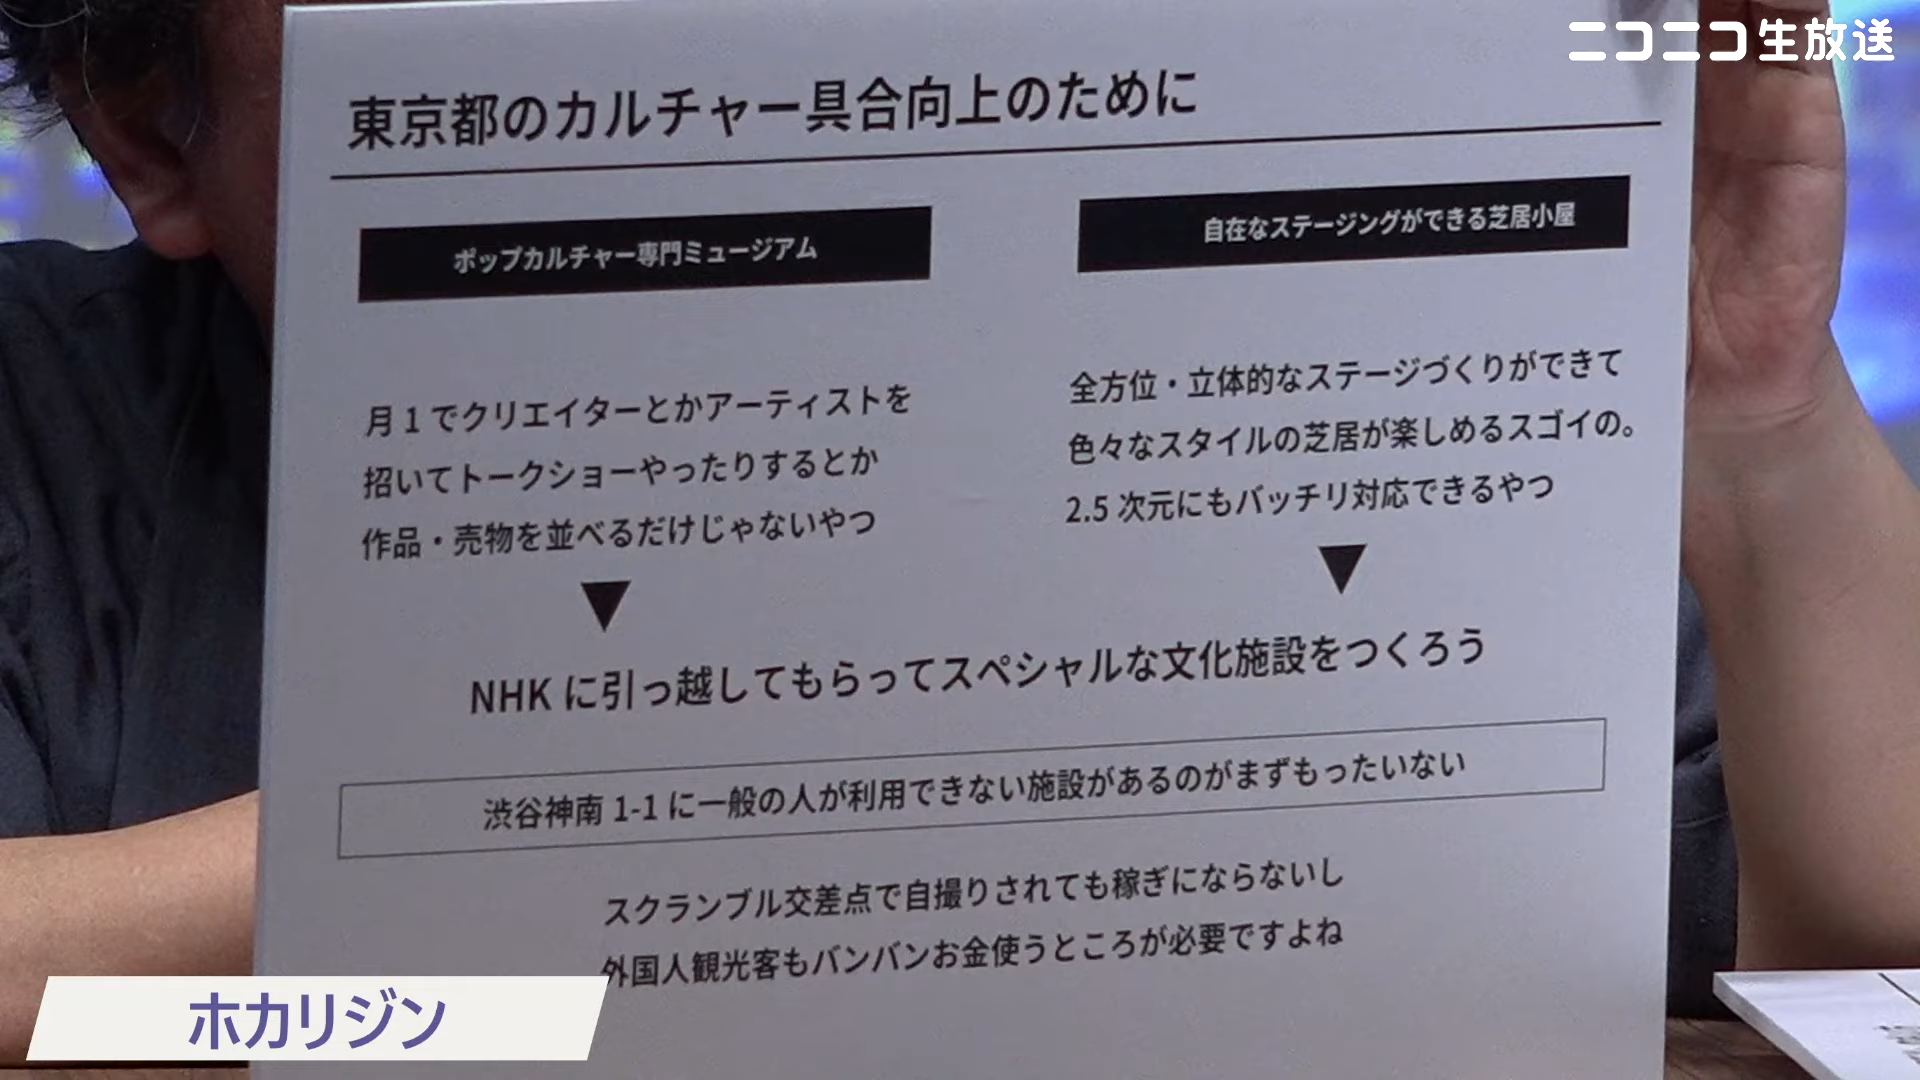 ニコニコ生放送
東京都のカルチャー具合向上のために
ポップカルチャー専門ミュージアム
月1でクリエイターとかアーティストを
招いてトークショーやったりするとか
作品・売物を並べるだけじゃないやつ
▼
自在なステージングができる芝居小屋
全方位・立体的なステージづくりができて
色々なスタイルの芝居が楽しめるスゴイの。
2.5次元にもバッチリ対応できるやつ
▼
NHKに引っ越してもらってスペシャルな文化施設をつくろう
渋谷神南1-1に一般の人が利用できない施設があるのがまずもったいない
スクランブル交差点で自撮りされても稼ぎにならないし
外国人観光客もバンバンお金使うところが必要ですよね
ホカリジン